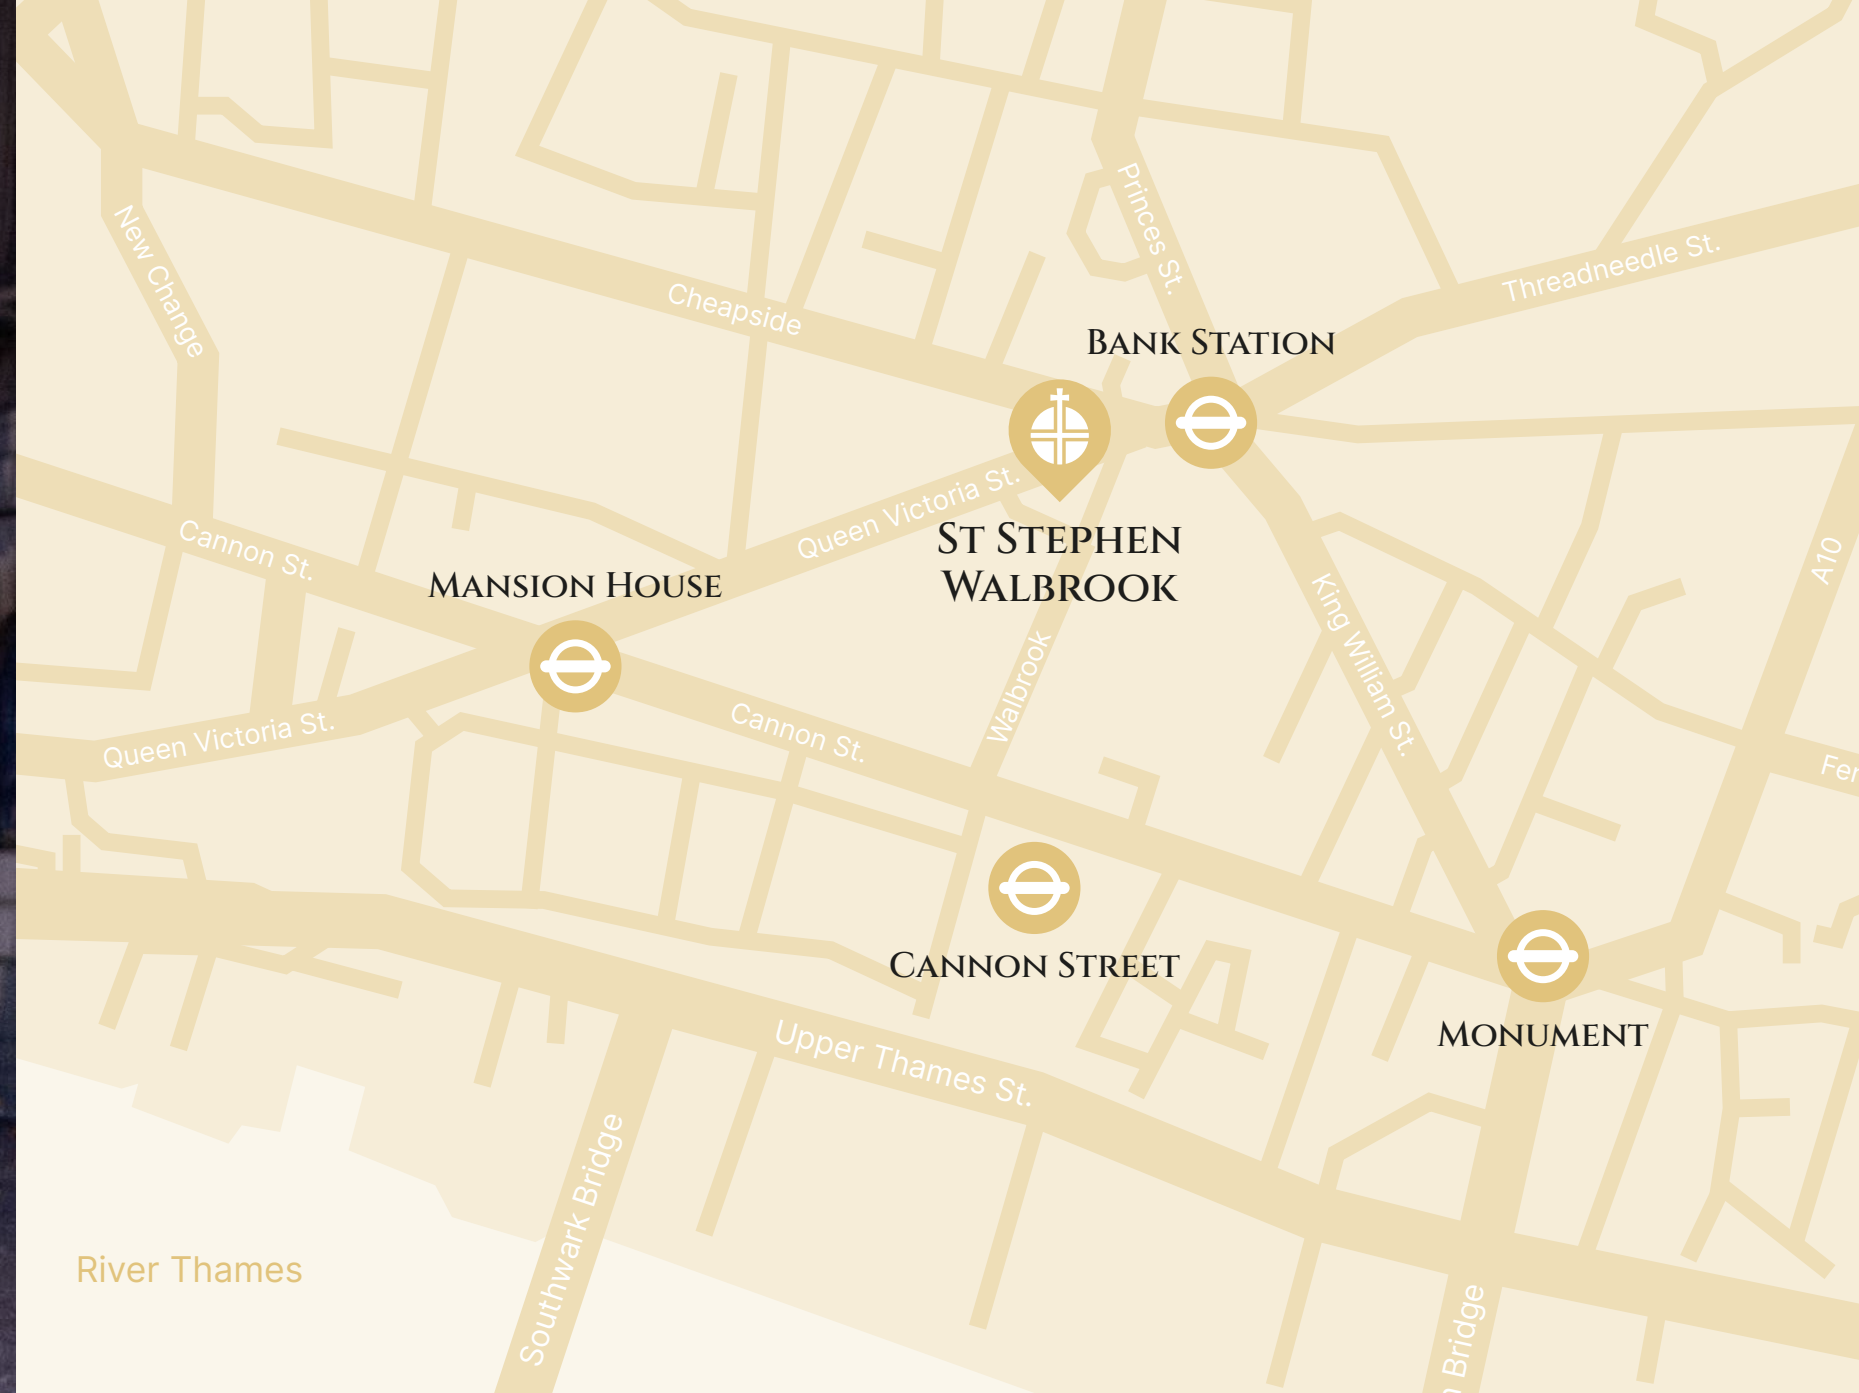 Princes St.
New Change
Threadneedle St.
Cheapside
Bank Station
Queen Victoria St.
St Stephen
Walbrook
Cannon St.
A10
Mansion House
King William St.
Walbrook
Queen Victoria St.
Cannon St.
Fen
Cannon Street
Monument
Upper Thames St.
Southwark Bridge
River Thames
Bridge